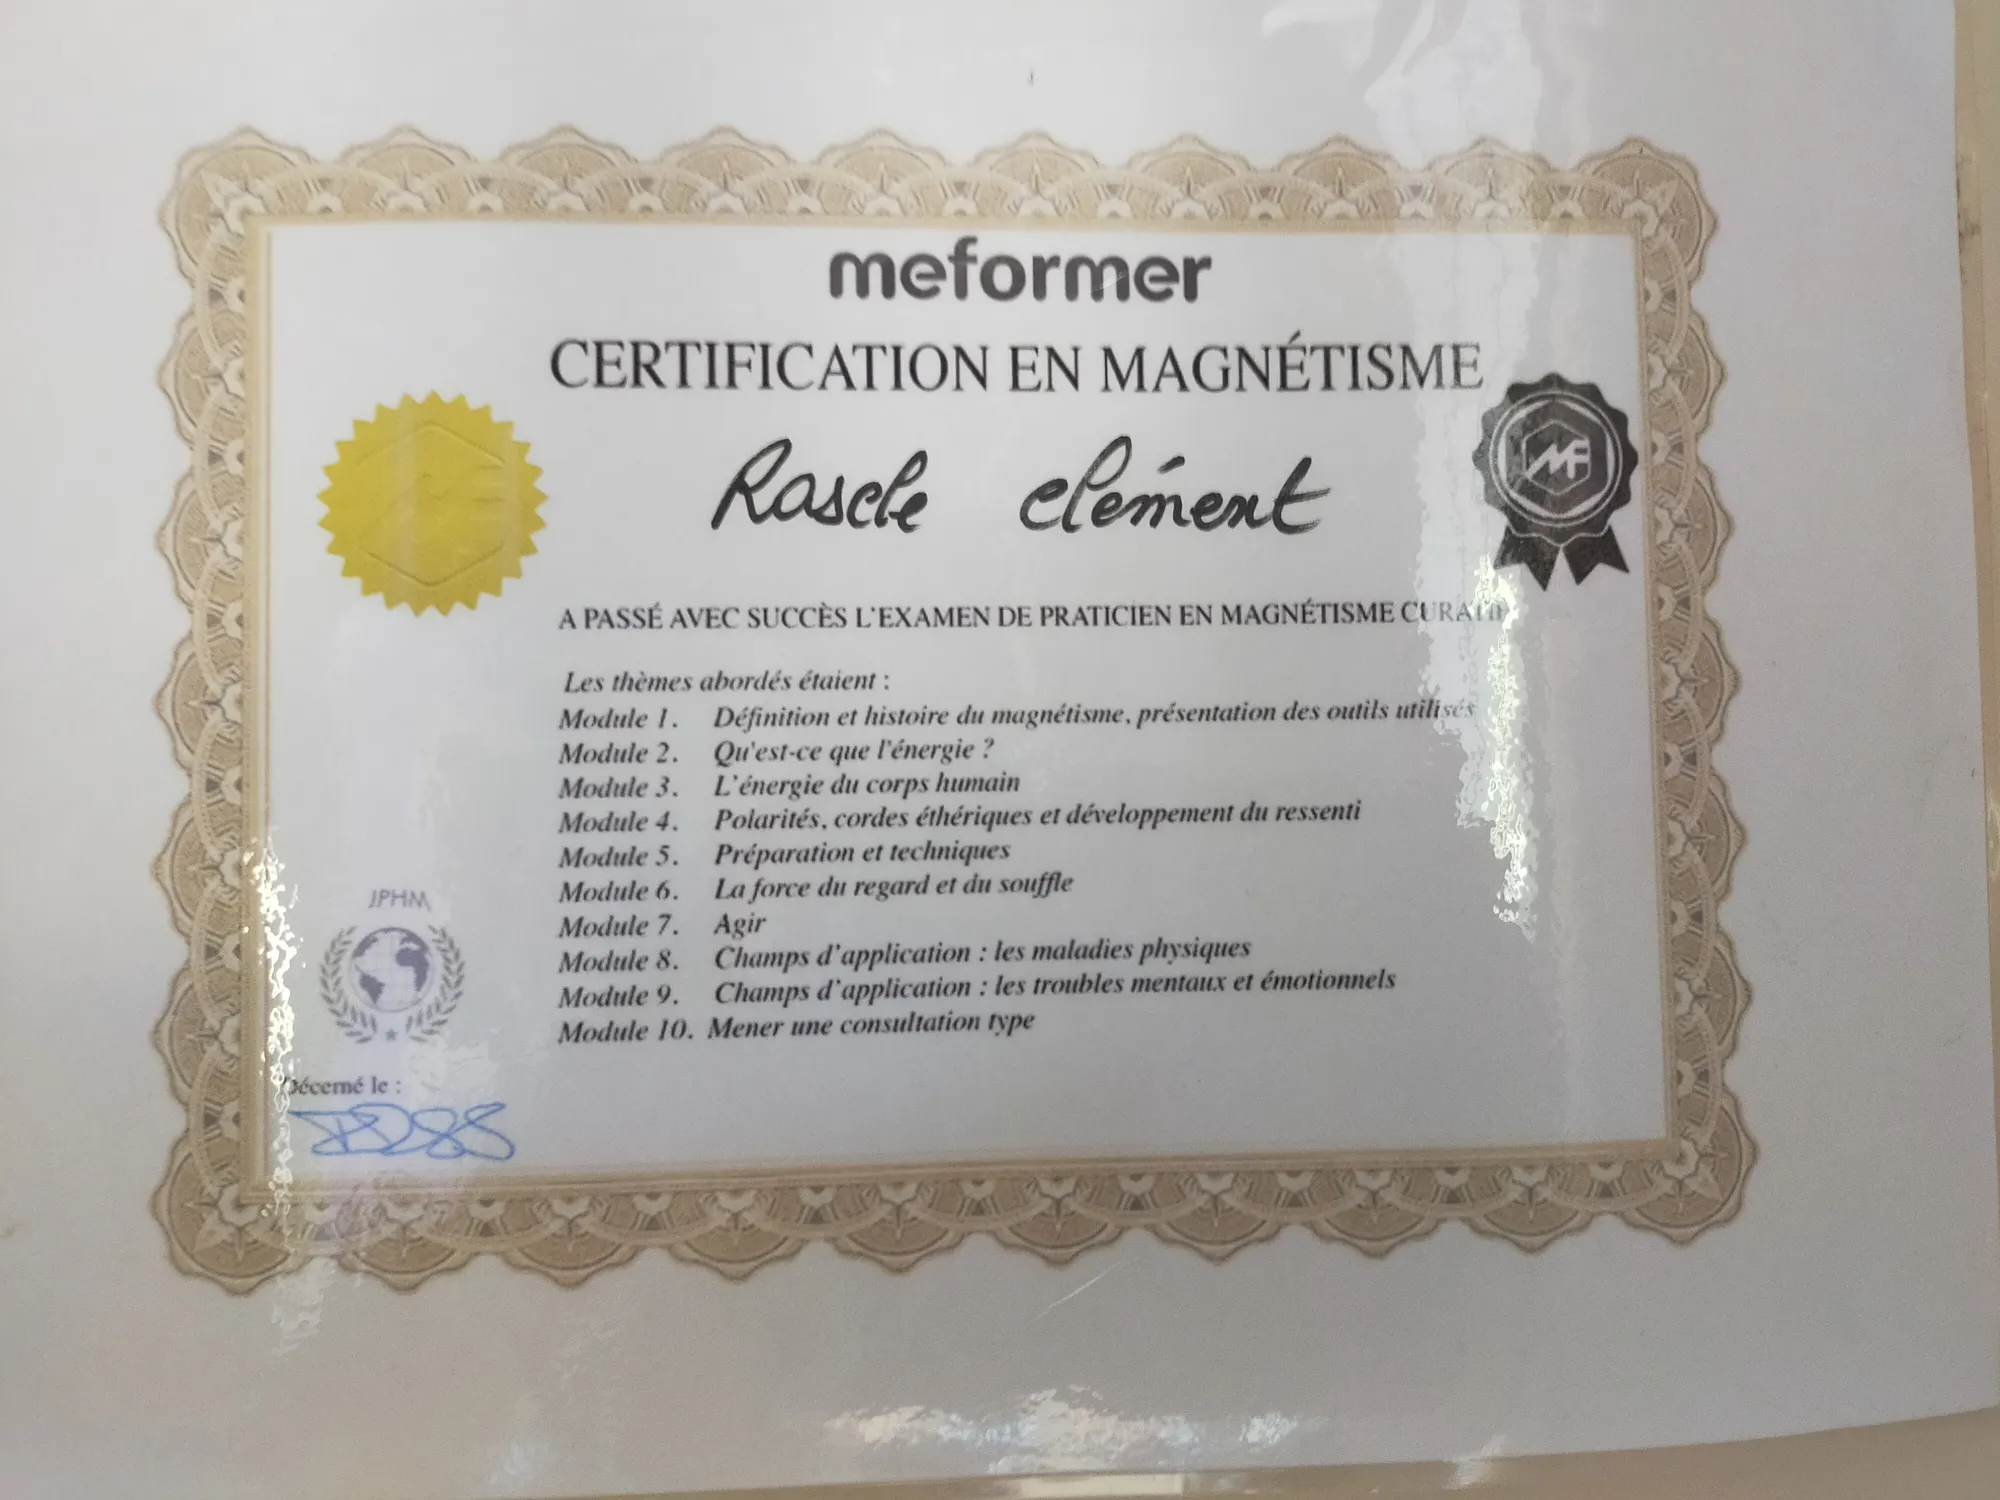 meformer
CERTIFICATION EN MAGNÉTISME
Rascle Clément
MF
A PASSÉ AVEC SUCCÈS L'EXAMEN DE PRATICIEN EN MAGNÉTISME CURATIF
Les thèmes abordés étaient :
Module 1. Définition et histoire du magnétisme, présentation des outils utilisés
Module 2. Qu'est-ce que l'énergie ?
Module 3. L'énergie du corps humain
Module 4. Polarités, cordes éthériques et développement du ressenti
Module 5. Préparation et techniques
Module 6. La force du regard et du souffle
Module 7. Agir
Module 8. Champs d'application : les maladies physiques
Module 9. Champs d'application : les troubles mentaux et émotionnels
Module 10. Mener une consultation type
JPHM
Décerné le :